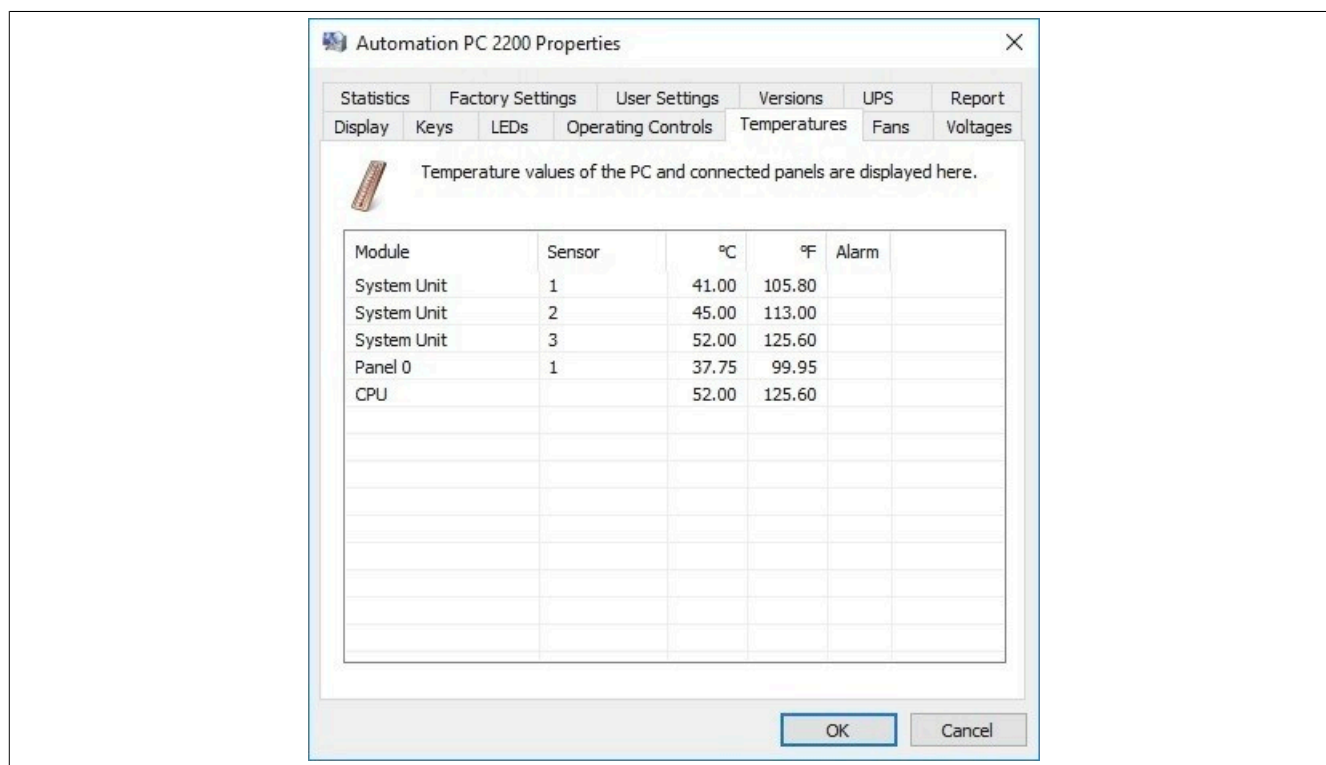 Automation PC 2200 Properties
Statistics Factory Settings User Settings Versions UPS Report
Display Keys LEDs Operating Controls Temperatures Fans Voltages
Temperature values of the PC and connected panels are displayed here.
Module Sensor °C °F Alarm
System Unit 1 41.00 105.80
System Unit 2 45.00 113.00
System Unit 3 52.00 125.60
Panel 0 1 37.75 99.95
CPU 52.00 125.60
OK Cancel